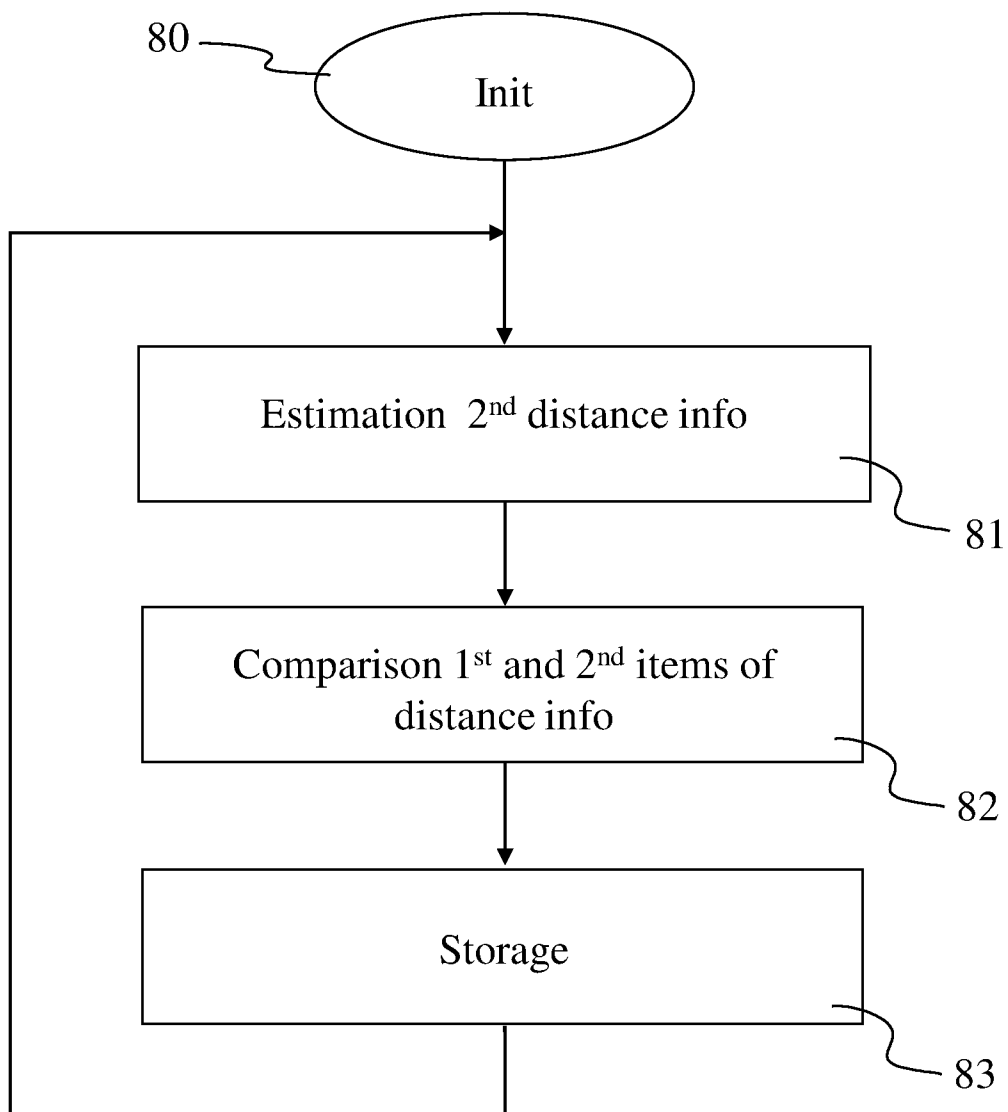 80
Init
Estimation 2nd distance info
81
Comparison 1st and 2nd items of
distance info
82
Storage
83